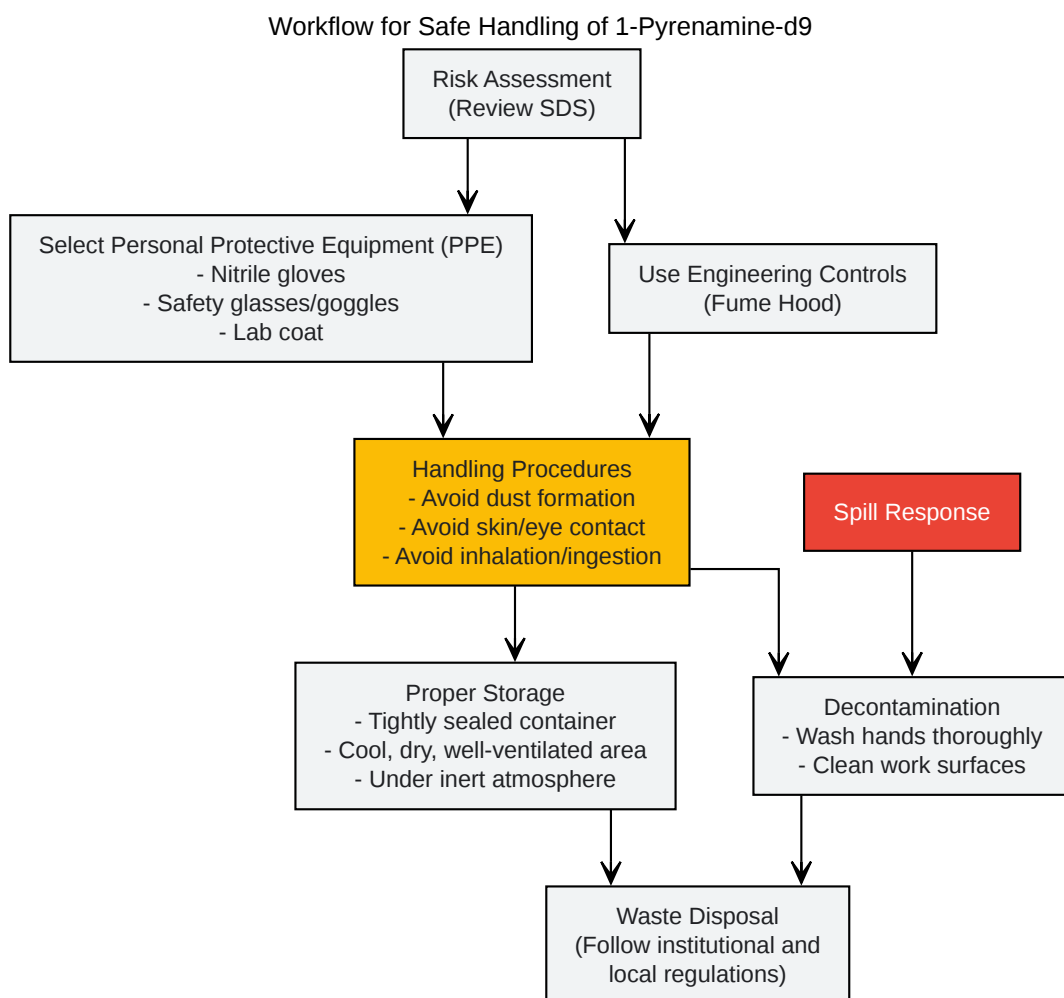 Workflow for Safe Handling of 1-Pyrenamine-d9
Risk Assessment
(Review SDS)
Select Personal Protective Equipment (PPE)
- Nitrile gloves
- Safety glasses/goggles
- Lab coat
Use Engineering Controls
(Fume Hood)
Handling Procedures
- Avoid dust formation
- Avoid skin/eye contact
- Avoid inhalation/ingestion
Spill Response
Proper Storage
- Tightly sealed container
- Cool, dry, well-ventilated area
- Under inert atmosphere
Decontamination
- Wash hands thoroughly
- Clean work surfaces
Waste Disposal
(Follow institutional and
local regulations)